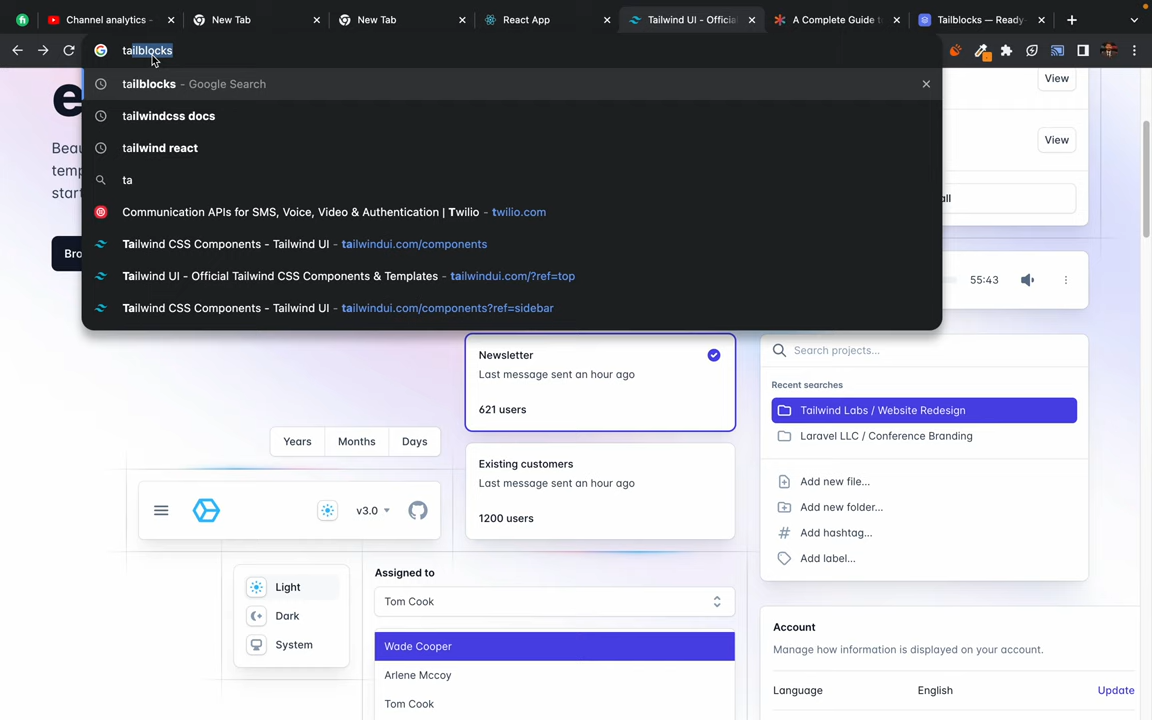 Channel analytics -
New Tab
New Tab
React App
Tailwind UI - Official
A Complete Guide to
Tailblocks — Ready-
tailblocks
tailblocks - Google Search
tailwindcss docs
tailwind react
ta
Communication APIs for SMS, Voice, Video & Authentication | Twilio - twilio.com
Tailwind CSS Components - Tailwind UI - tailwindui.com/components
Tailwind UI - Official Tailwind CSS Components & Templates - tailwindui.com/?ref=top
Tailwind CSS Components - Tailwind UI - tailwindui.com/components?ref=sidebar
e
Beau
temp
start
Bro
View
View
all
55:43
Newsletter
Last message sent an hour ago
621 users
Existing customers
Last message sent an hour ago
1200 users
Years Months Days
v3.0
Light
Dark
System
Assigned to
Tom Cook
Wade Cooper
Arlene Mccoy
Tom Cook
Search projects...
Recent searches
Tailwind Labs / Website Redesign
Laravel LLC / Conference Branding
Add new file...
Add new folder...
Add hashtag...
Add label...
Account
Manage how information is displayed on your account.
Language English Update